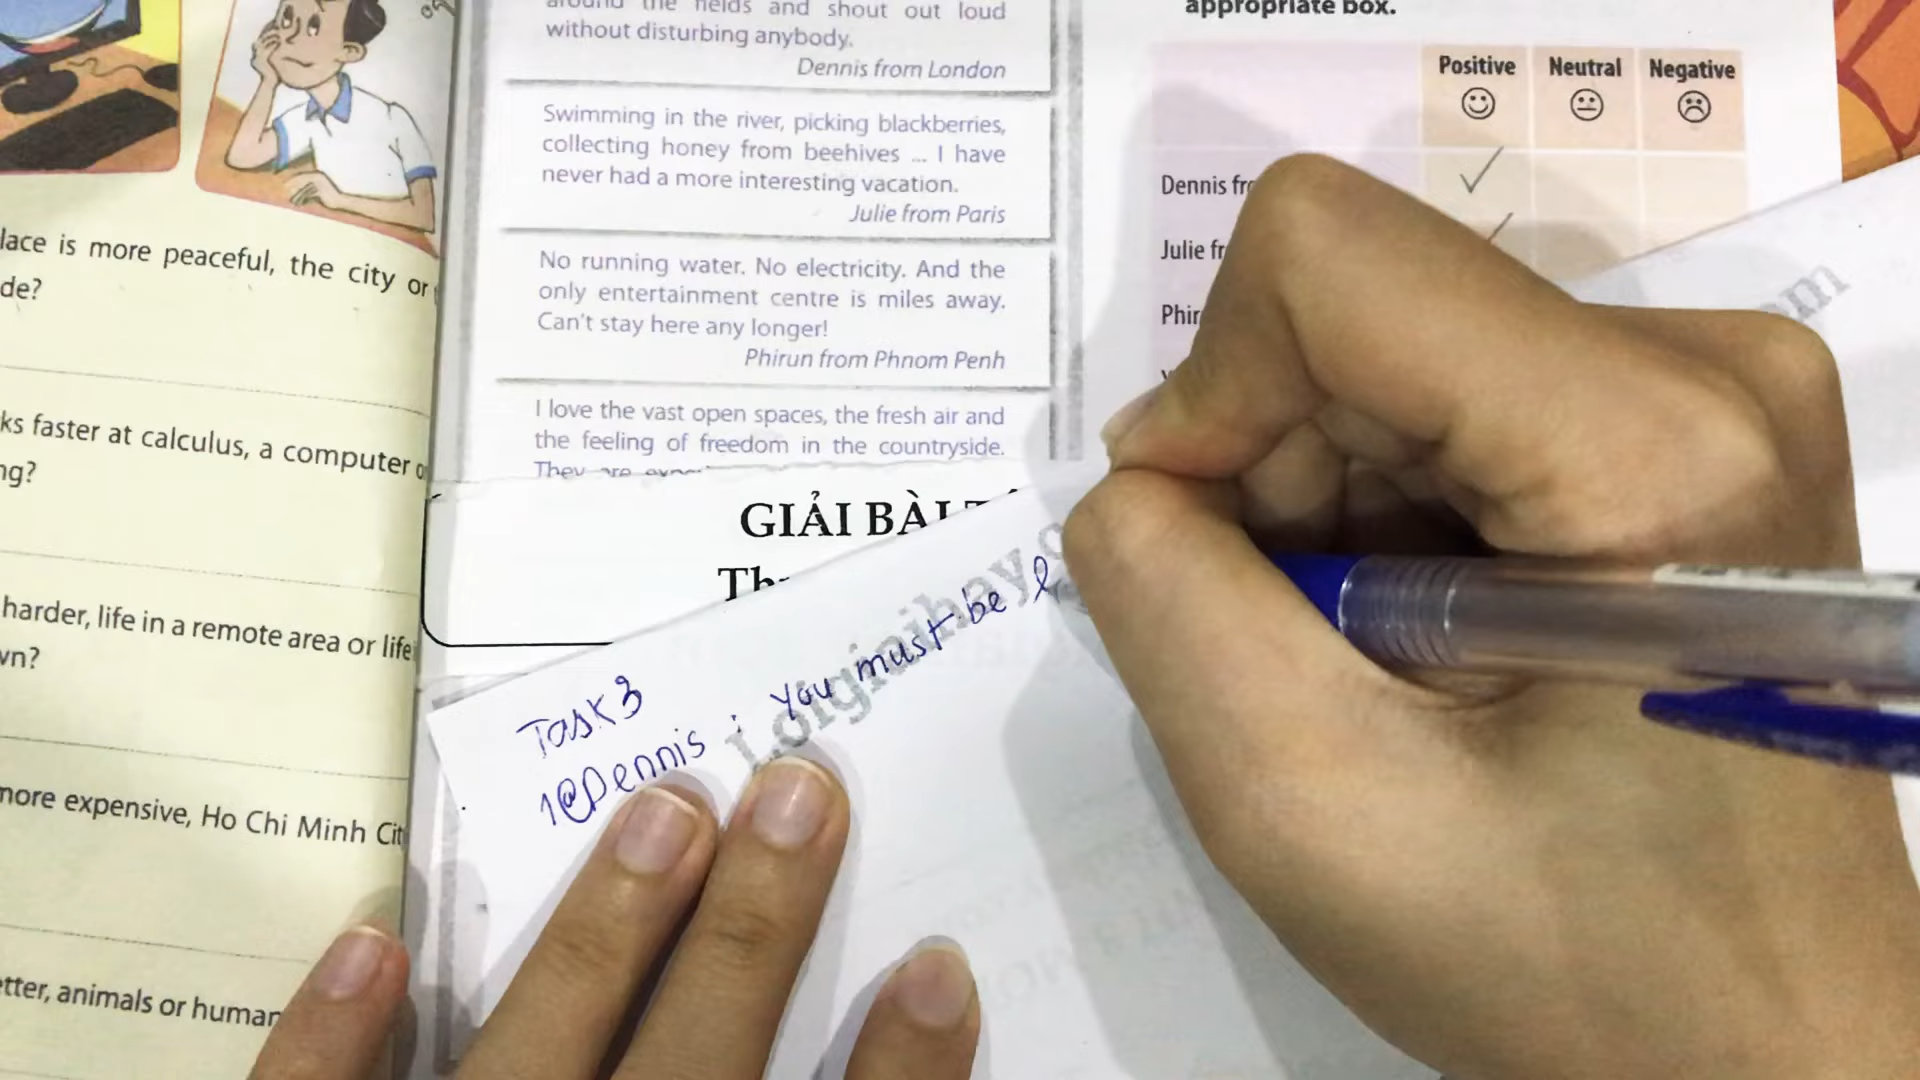 lace is more peaceful, the city or
de?
ks faster at calculus, a computer
ng?
harder, life in a remote area or life
wn?
more expensive, Ho Chi Minh Cit
etter, animals or human
around the fields and shout out loud
without disturbing anybody.
Dennis from London
Swimming in the river, picking blackberries,
collecting honey from beehives ... I have
never had a more interesting vacation.
Julie from Paris
No running water. No electricity. And the
only entertainment centre is miles away.
Can't stay here any longer!
Phirun from Phnom Penh
I love the vast open spaces, the fresh air and
the feeling of freedom in the countryside.
They are
GIẢI BÀI
Task 3
1 @Dennis : You must be
Loigiaihay.c
appropriate box.
Positive Neutral Negative
Dennis fr
Julie fr
Phir
om